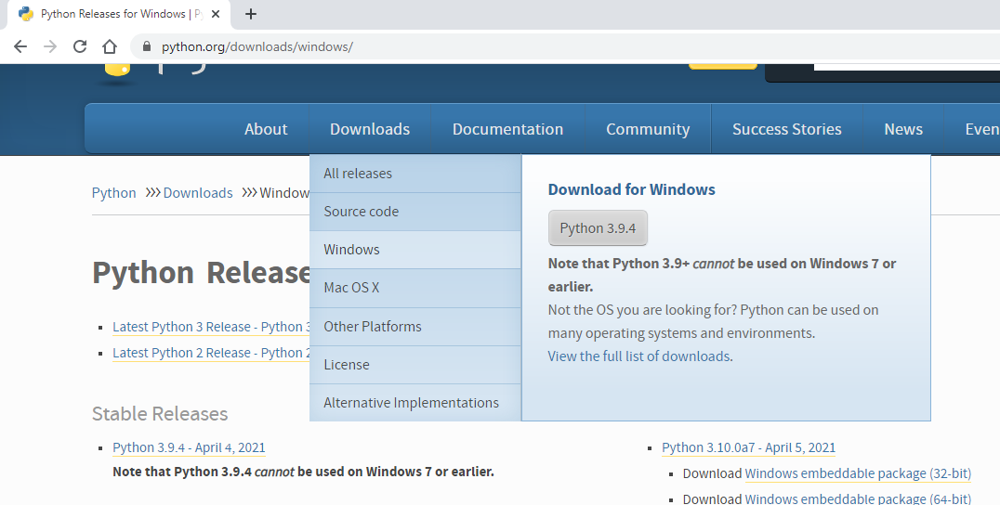 Python Releases for Windows | Py
python.org/downloads/windows/
About
Downloads
Documentation
Community
Success Stories
News
Even
All releases
Source code
Windows
Mac OS X
Other Platforms
License
Alternative Implementations
Download for Windows
Python 3.9.4
Note that Python 3.9+ cannot be used on Windows 7 or
earlier.
Not the OS you are looking for? Python can be used on
many operating systems and environments.
View the full list of downloads.
Python >>> Downloads >>> Window
Python Release
Latest Python 3 Release - Python 3
Latest Python 2 Release - Python 2
Stable Releases
Python 3.9.4 - April 4, 2021
Note that Python 3.9.4 cannot be used on Windows 7 or earlier.
Python 3.10.0a7 - April 5, 2021
Download Windows embeddable package (32-bit)
Download Windows embeddable package (64-bit)